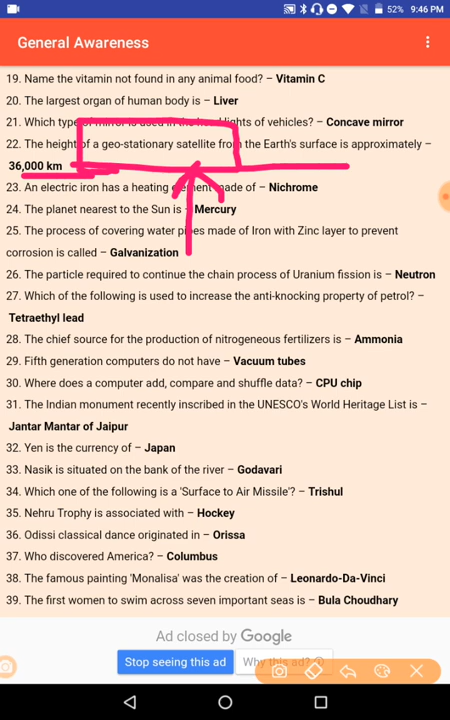 52% 9:46 PM
General Awareness
19. Name the vitamin not found in any animal food? – Vitamin C
20. The largest organ of human body is – Liver
21. Which type of mirror is used in the headlights of vehicles? – Concave mirror
22. The height of a geo-stationary satellite from the Earth's surface is approximately –
36,000 km
23. An electric iron has a heating element made of – Nichrome
24. The planet nearest to the Sun is – Mercury
25. The process of covering water pipes made of Iron with Zinc layer to prevent
corrosion is called – Galvanization
26. The particle required to continue the chain process of Uranium fission is – Neutron
27. Which of the following is used to increase the anti-knocking property of petrol? –
Tetraethyl lead
28. The chief source for the production of nitrogeneous fertilizers is – Ammonia
29. Fifth generation computers do not have – Vacuum tubes
30. Where does a computer add, compare and shuffle data? – CPU chip
31. The Indian monument recently inscribed in the UNESCO's World Heritage List is –
Jantar Mantar of Jaipur
32. Yen is the currency of – Japan
33. Nasik is situated on the bank of the river – Godavari
34. Which one of the following is a 'Surface to Air Missile'? – Trishul
35. Nehru Trophy is associated with – Hockey
36. Odissi classical dance originated in – Orissa
37. Who discovered America? – Columbus
38. The famous painting 'Monalisa' was the creation of – Leonardo-Da-Vinci
39. The first women to swim across seven important seas is – Bula Choudhary
Ad closed by Google
Stop seeing this ad Why this ad?